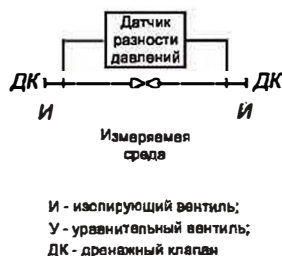 Датчик
разности
давлений
ДК ДК
И И
Измеряемая
среда
И - изолирующий вентиль;
У - уравнительный вентиль;
ДК - дренажный клапан